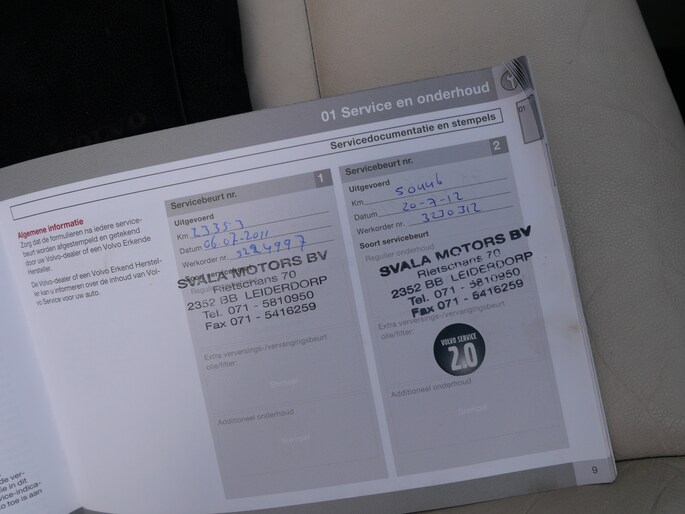 01 Service en onderhoud
01
Servicedocumentatie en stempels
Algemene informatie
Zorg dat de formulieren na iedere service-
beurt worden afgestempeld en getekend
door uw Volvo-dealer of een Volvo Erkende
Hersteller.
De Volvo-dealer of een Volvo Erkend Herstel-
ler kan u informeren over de inhoud van Vol-
vo Service voor uw auto.
Servicebeurt nr. 1
Uitgevoerd
Km 23353
Datum 06.07.2011
Werkorder nr. 3284997
Soort servicebeurt
Regulier onderhoud
SVALA MOTORS BV
Rietschans 70
2352 BB LEIDERDORP
Tel. 071 - 5810950
Fax 071 - 5416259
Extra verversings-/vervangingsbeurt
olie/filter:
Stempel
Additioneel onderhoud
Stempel
Servicebeurt nr. 2
Uitgevoerd
Km 50446
Datum 20-7-12
Werkorder nr. 3230312
Soort servicebeurt
Regulier onderhoud
SVALA MOTORS BV
Rietschans 70
2352 BB LEIDERDORP
Tel. 071 - 5810950
Fax 071 - 5416259
Extra verversings-/vervangingsbeurt
olie/filter:
VOLVO SERVICE
2.0
Additioneel onderhoud
Stempel
9